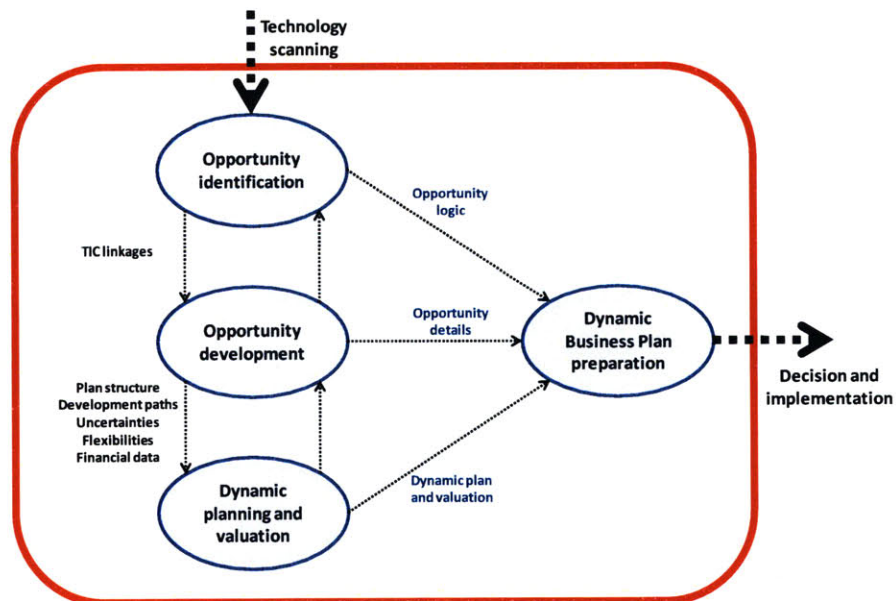 Technology
scanning
Opportunity
identification
Opportunity
logic
TIC linkages
Opportunity
development
Opportunity
details
Dynamic
Business Plan
preparation
Decision and
implementation
Plan structure
Development paths
Uncertainties
Flexibilities
Financial data
Dynamic
planning and
valuation
Dynamic plan
and valuation